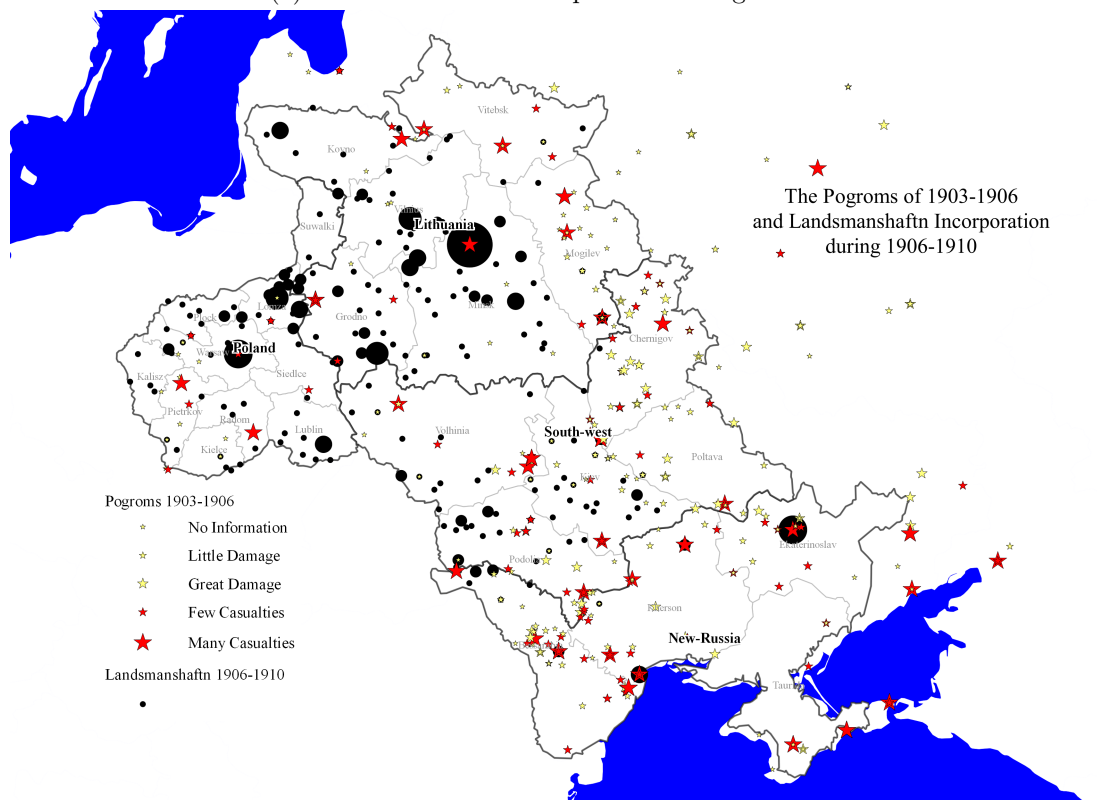 Vitebsk
Kovno
The Pogroms of 1903-1906
and Landsmanshaftn Incorporation
during 1906-1910
Vilnius
Lithuania
Suwalki
Mogilev
Lomza
Minsk
Plock
Grodno
Chernigov
Warsaw
Poland
Kalisz
Siedlce
Pietrkov
Radom
Lublin
Volhinia
South-west
Kielce
Poltava
Kiev
Pogroms 1903-1906
No Information
Little Damage
Great Damage
Few Casualties
Many Casualties
Landsmanshaftn 1906-1910
Podolia
Ekaterinoslav
Kherson
New-Russia
Taurida